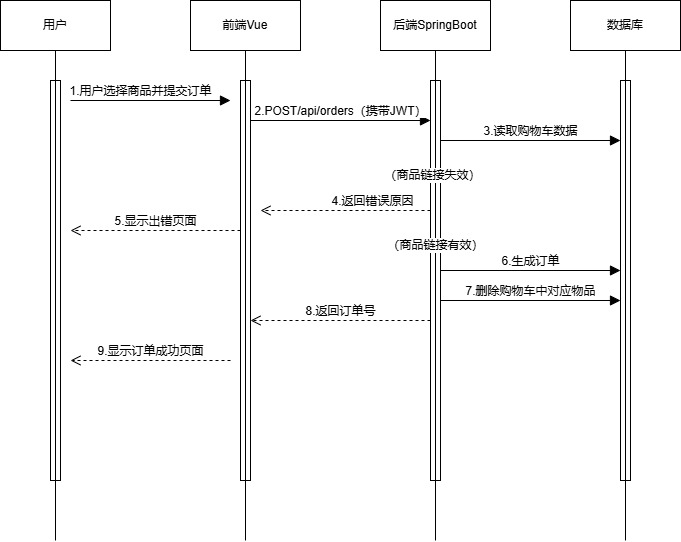 用户
前端Vue
后端SpringBoot
数据库
1.用户选择商品并提交订单
2.POST/api/orders（携带JWT）
3.读取购物车数据
（商品链接失效）
4.返回错误原因
5.显示出错页面
（商品链接有效）
6.生成订单
7.删除购物车中对应物品
8.返回订单号
9.显示订单成功页面